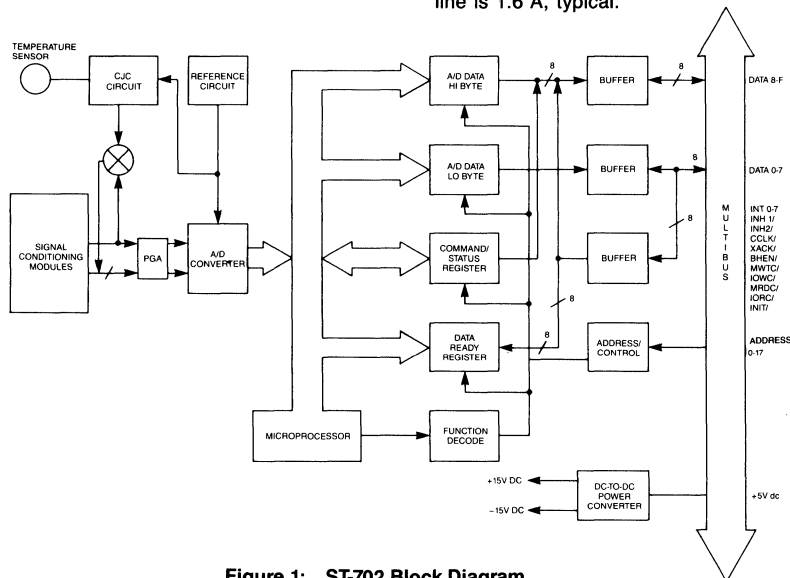 line is 1.6 A, typical.
TEMPERATURE
SENSOR
CJC
CIRCUIT
REFERENCE
CIRCUIT
SIGNAL
CONDITIONING
MODULES
PGA
A/D
CONVERTER
MICROPROCESSOR
A/D DATA
HI BYTE
A/D DATA
LO BYTE
COMMAND/
STATUS
REGISTER
DATA
READY
REGISTER
FUNCTION
DECODE
8
BUFFER
8
DATA 8-F
BUFFER
8
DATA 0-7
BUFFER
8
8
8
ADDRESS/
CONTROL
MULTIBUS
INT 0-7
INH 1/
INH2/
CCLK/
XACK/
BHEN/
MWTC/
IOWC/
MRDC/
IORC/
INIT/
ADDRESS
0-17
+15V DC
-15V DC
DC-TO-DC
POWER
CONVERTER
+5V dc
Figure 1: ST-702 Block Diagram